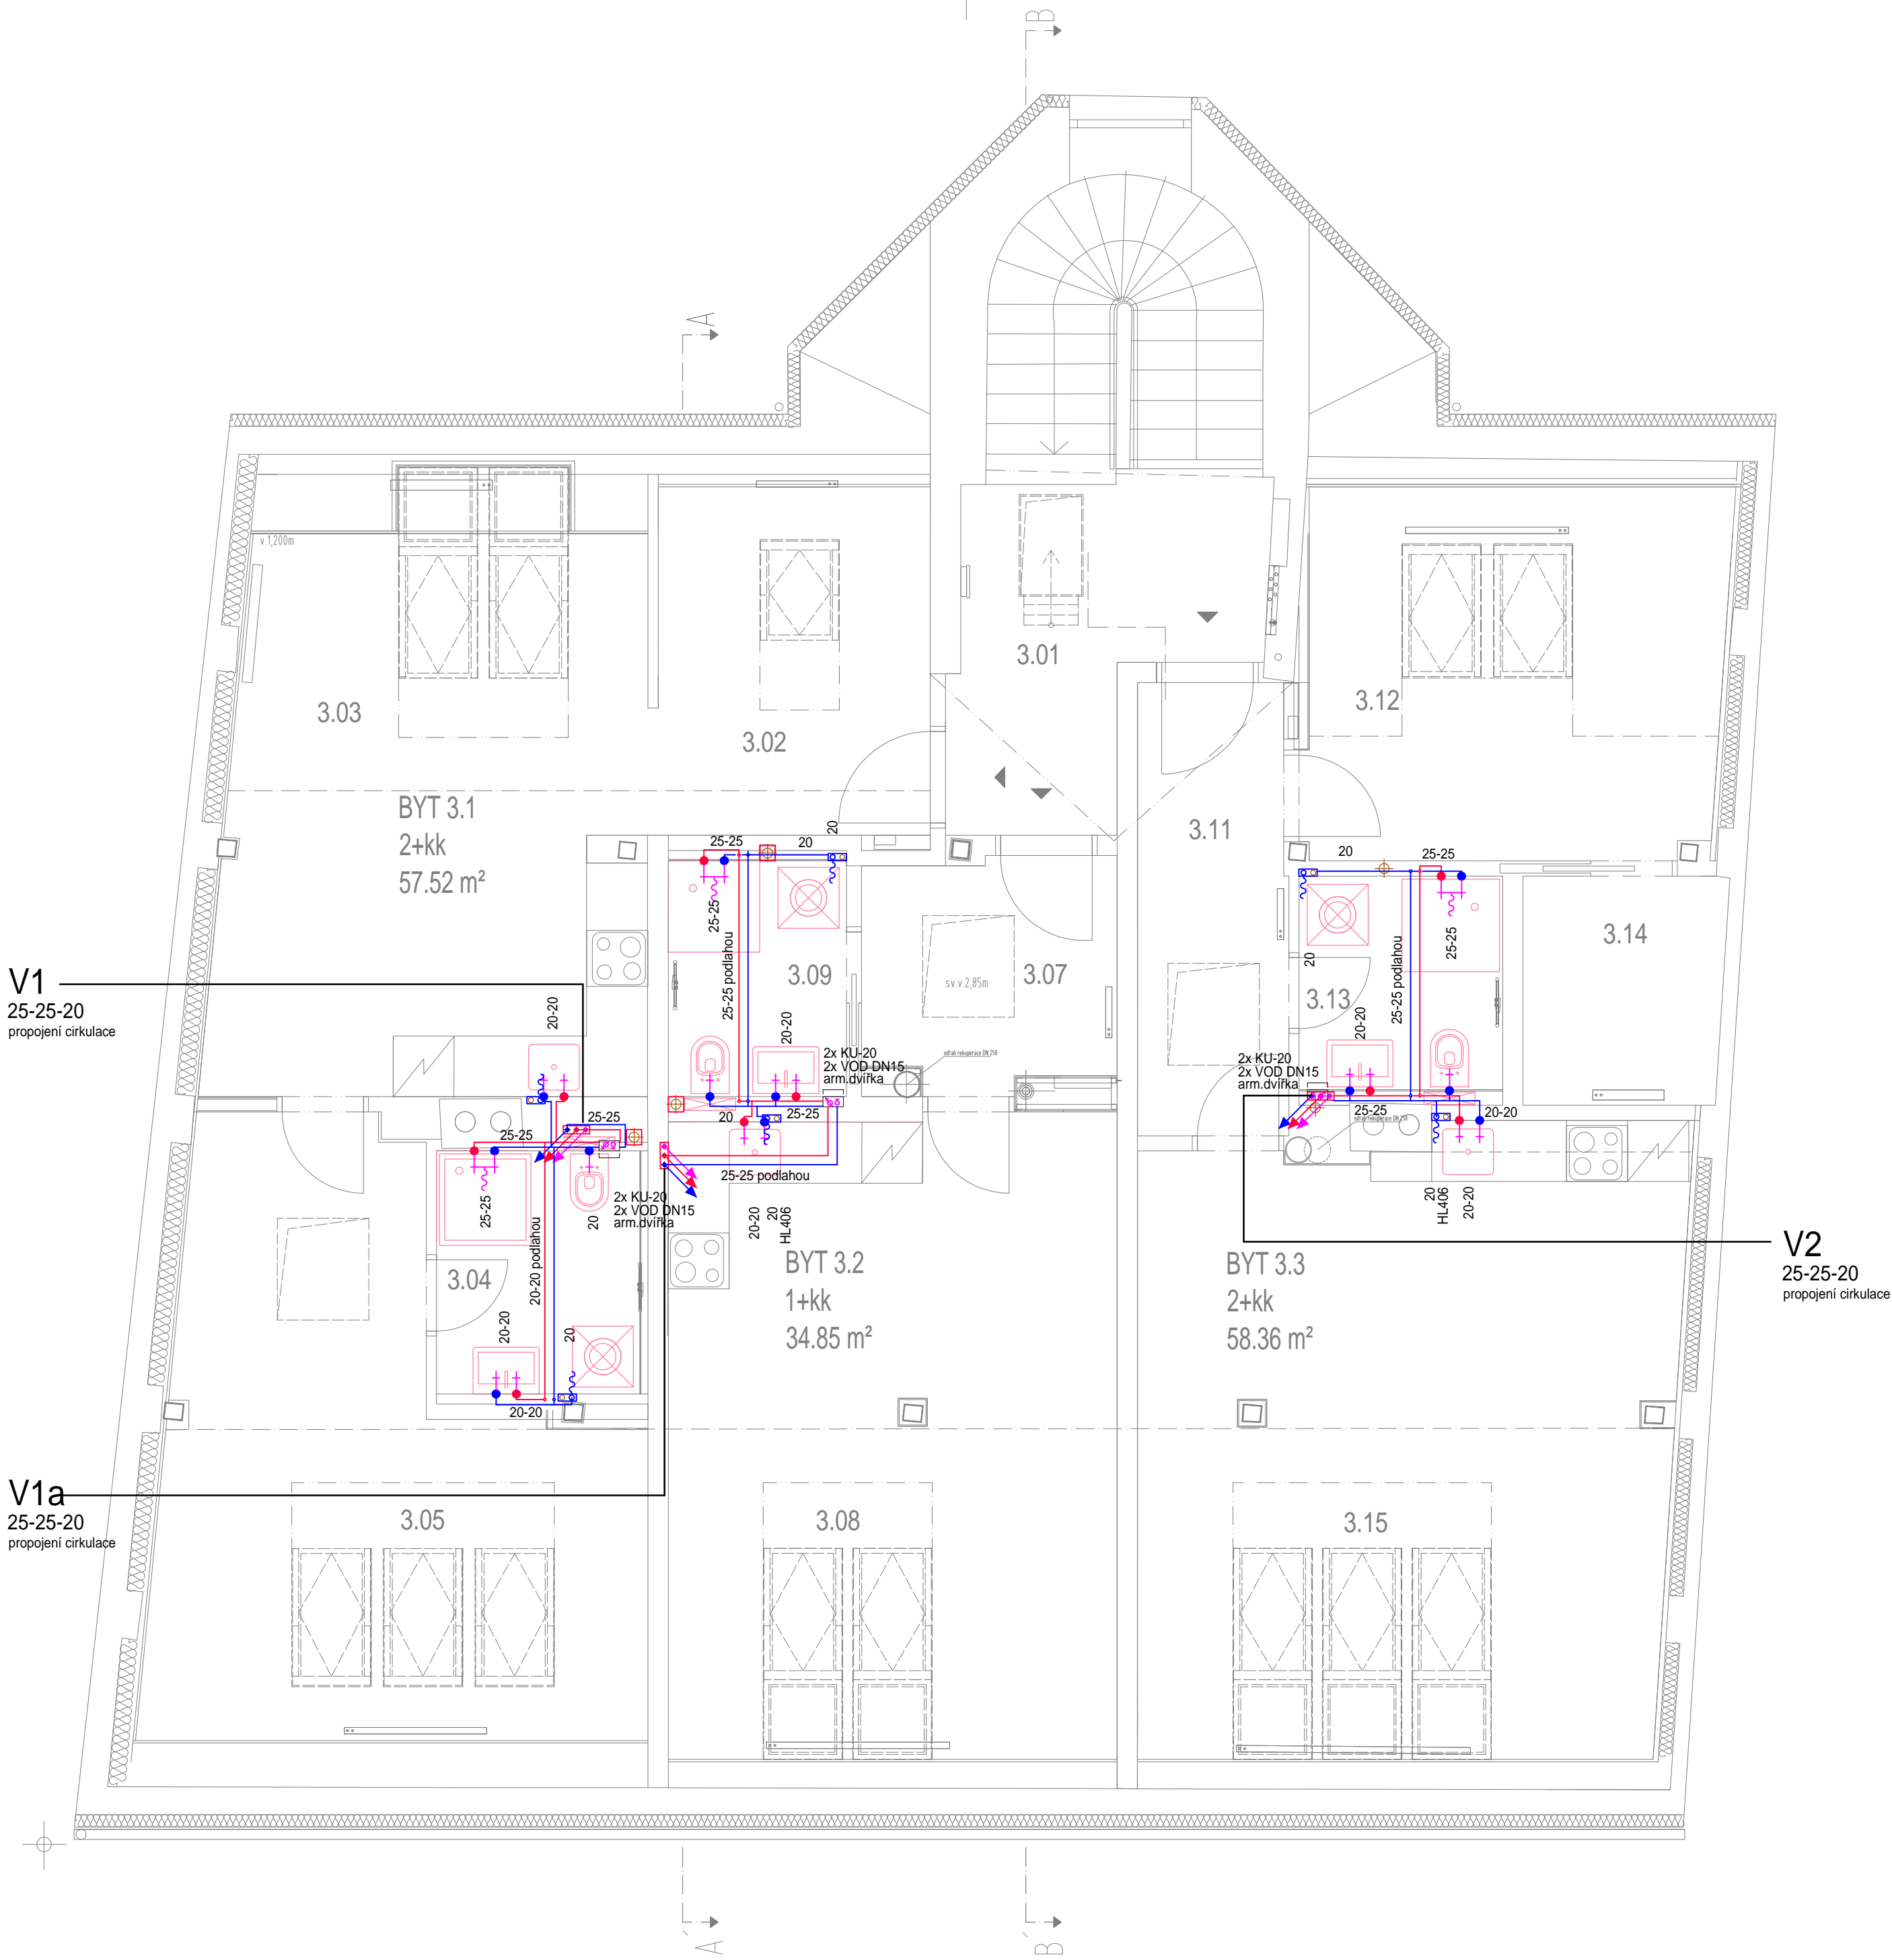 B
A
v.1,200m
3.01
3.03
3.02
3.12
BYT 3.1
2+kk
57.52 m²
3.11
25-25
20
20
20
25-25
25-25
25-25 podlahou
3.09
sv.v.2,85m
3.07
3.14
20
25-25 podlahou
25-25
3.13
V1
25-25-20
propojení cirkulace
20-20
20-20
2x KU-20
2x VOD DN15
arm.dvířka
odtah rekuperace DN 250
20-20
2x KU-20
2x VOD DN15
arm.dvířka
25-25
25-25
20
25-25
25-25
20-20
odtah rekuperace DN 250
25-25 podlahou
25-25
20
2x KU-20
2x VOD DN15
arm.dvířka
20-20
20
HL406
20
HL406
20-20
3.04
20-20 podlahou
20-20
20
20-20
BYT 3.2
1+kk
34.85 m²
BYT 3.3
2+kk
58.36 m²
V2
25-25-20
propojení cirkulace
V1a
25-25-20
propojení cirkulace
3.05
3.08
3.15
A´
B´